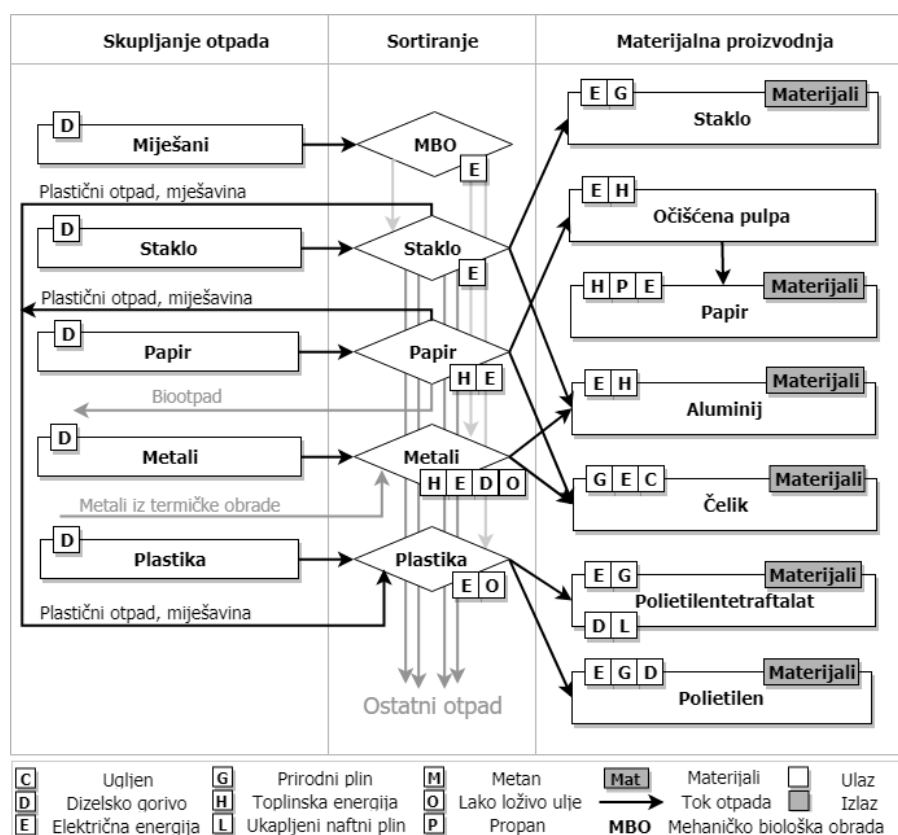 Skupljanje otpada
Sortiranje
Materijalna proizvodnja
E G Materijali
Staklo
D
Miješani
MBO
E
Plastični otpad, mješavina
D
Staklo
Staklo
E
E H
Očišćena pulpa
H P E Materijali
Papir
Plastični otpad, miješavina
D
Papir
Papir
H E
Biootpad
E H Materijali
Aluminij
D
Metali
Metali
H E D O
G E C Materijali
Čelik
Metali iz termičke obrade
D
Plastika
Plastika
E O
E G Materijali
Polietilentetraftalat
D L
Plastični otpad, miješavina
E G D Materijali
Polietilen
Ostatni otpad
C Ugljen G Prirodni plin M Metan Mat Materijali Ulaz
D Dizelsko gorivo H Toplinska energija O Lako loživo ulje Tok otpada Izlaz
E Električna energija L Ukapljeni naftni plin P Propan MBO Mehaničko biološka obrada